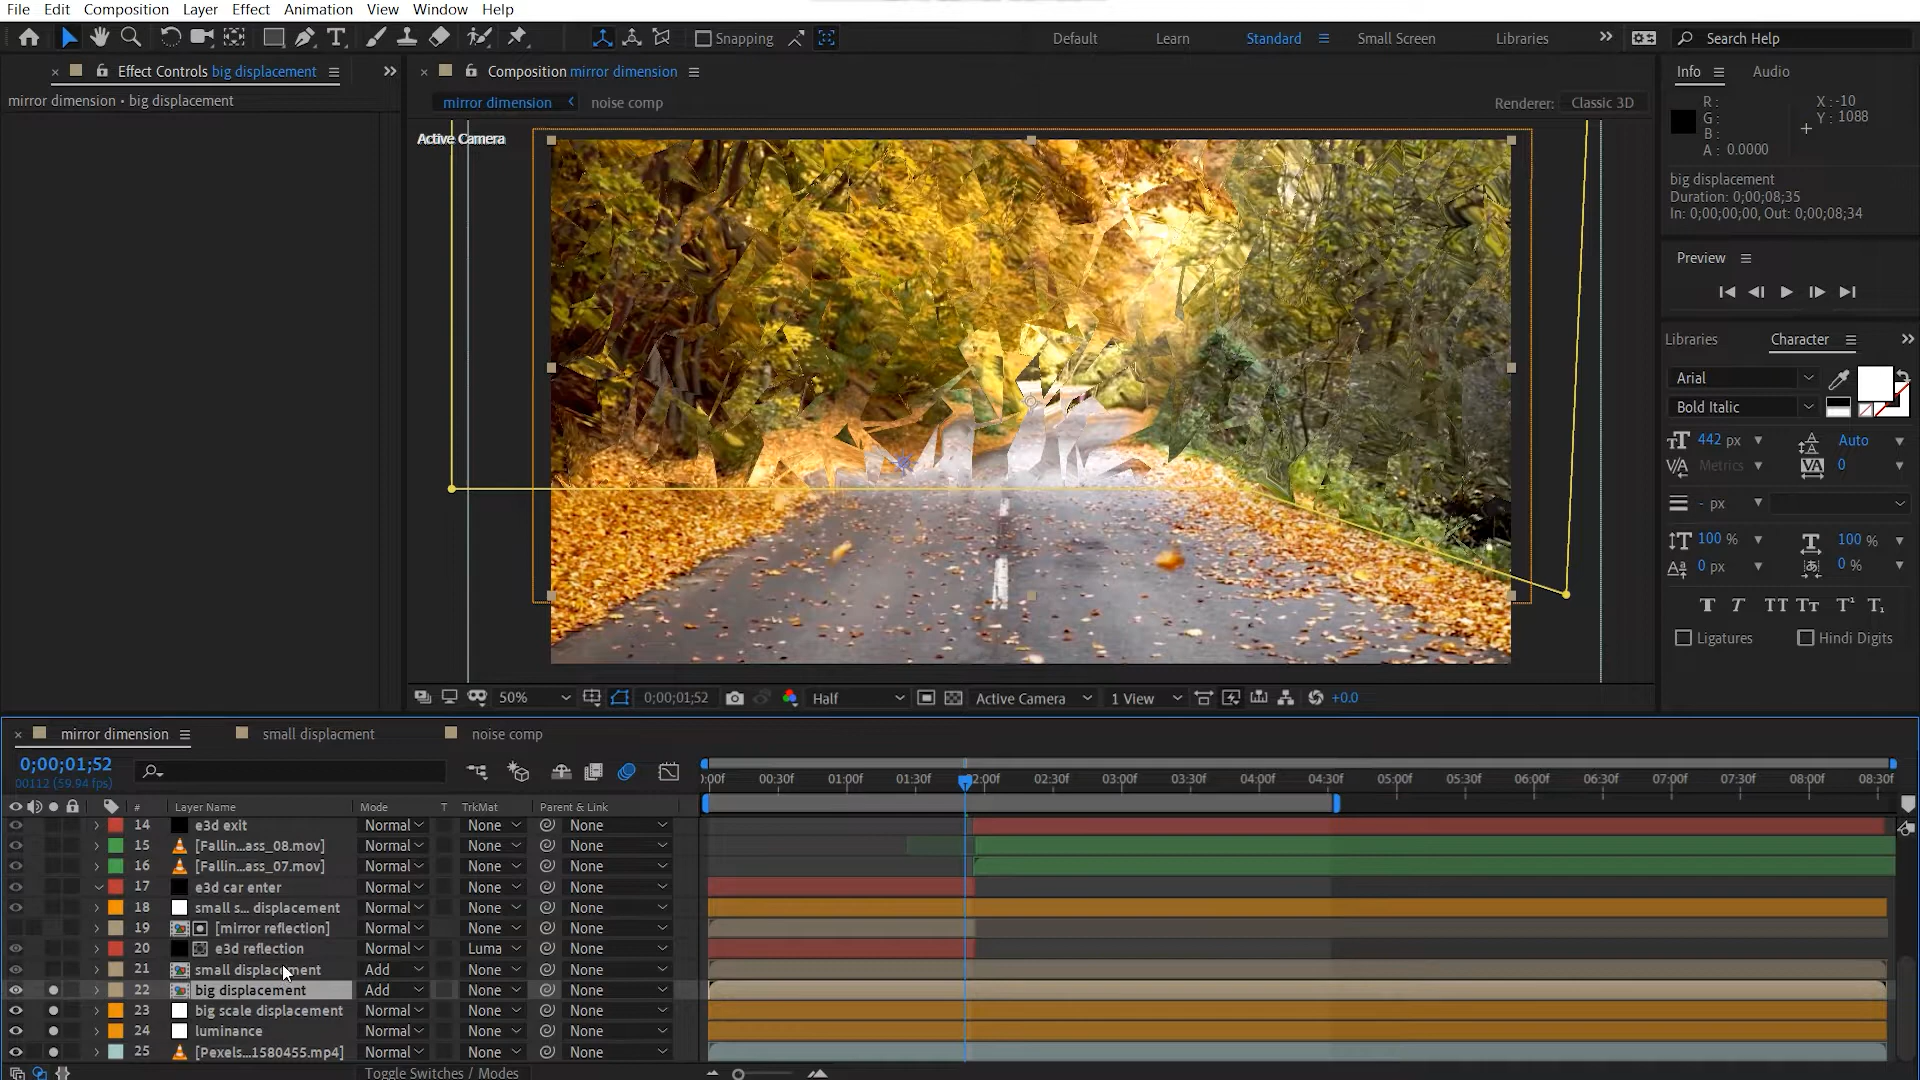 File Edit Composition Layer Effect Animation View Window Help
Snapping
Default Learn Standard Small Screen Libraries Search Help
Effect Controls big displacement
mirror dimension • big displacement
Composition mirror dimension
mirror dimension noise comp
Renderer: Classic 3D
Active Camera
Info Audio
R :
G :
B :
A : 0.0000
X : -10
Y : 1088
big displacement
Duration: 0;00;08;35
In: 0;00;00;00, Out: 0;00;08;34
Preview
Libraries Character
Arial
Bold Italic
442 px Auto
Metrics 0
- px
100 % 100 %
0 px 0 %
T T TT Tт T¹ T₁
Ligatures Hindi Digits
50% 0;00;01;52 Half Active Camera 1 View +0.0
mirror dimension small displacment noise comp
0;00;01;52
00112 (59.94 fps)
):00f 00:30f 01:00f 01:30f 02:00f 02:30f 03:00f 03:30f 04:00f 04:30f 05:00f 05:30f 06:00f 06:30f 07:00f 07:30f 08:00f 08:30f
# Layer Name Mode T TrkMat Parent & Link
14 e3d exit Normal None None
15 [Fallin...ass_08.mov] Normal None None
16 [Fallin...ass_07.mov] Normal None None
17 e3d car enter Normal None None
18 small s... displacement Normal None None
19 [mirror reflection] Normal None None
20 e3d reflection Normal Luma None
21 small displacement Add None None
22 big displacement Add None None
23 big scale displacement Normal None None
24 luminance Normal None None
25 [Pexels...1580455.mp4] Normal None None
Toggle Switches / Modes